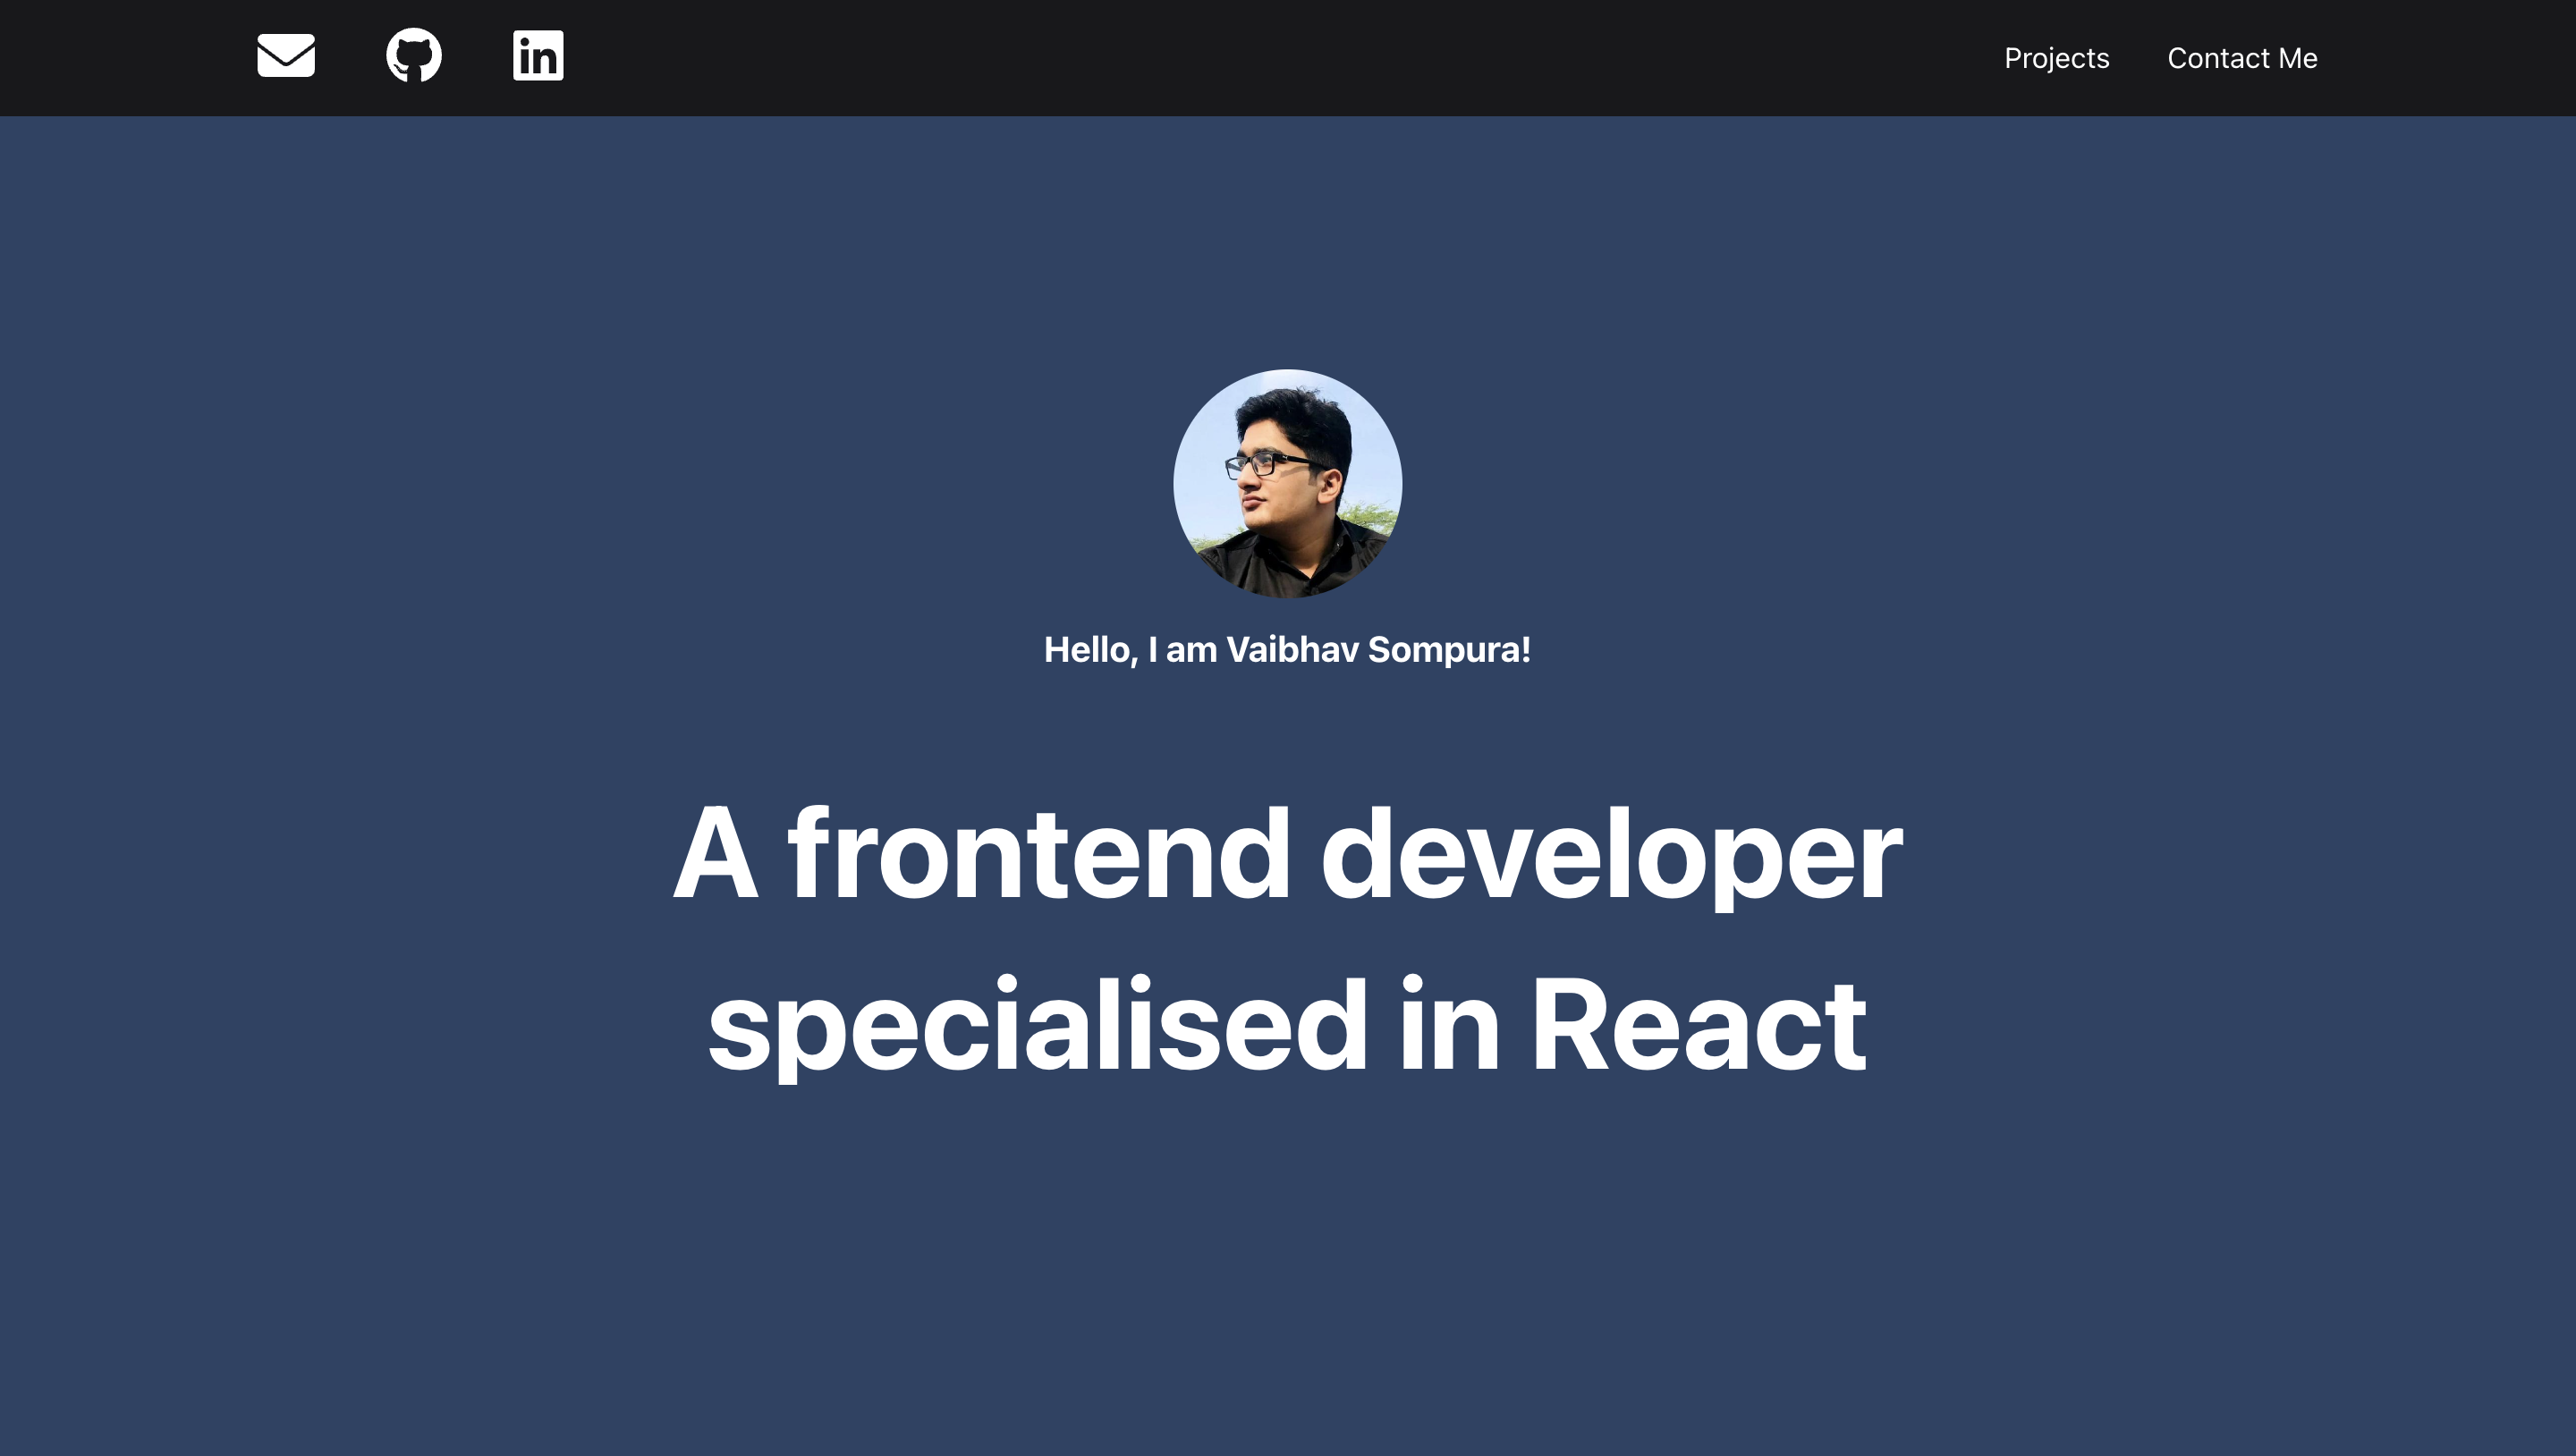 in
Projects
Contact Me
Hello, I am Vaibhav Sompura!
A frontend developer
specialised in React